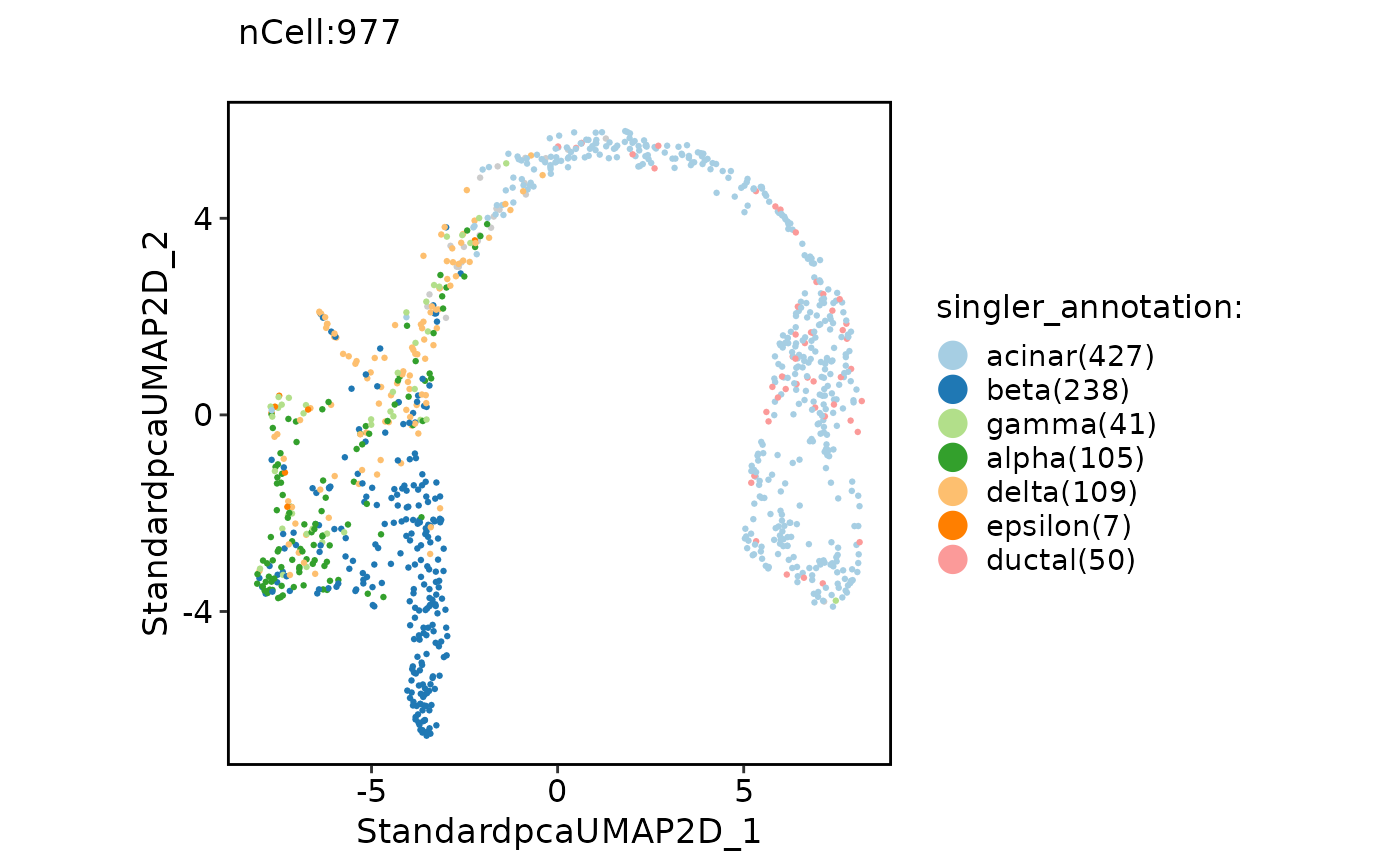 nCell:977
StandardpcaUMAP2D_2
4
0
-4
-5
0
5
StandardpcaUMAP2D_1
singler_annotation:
acinar(427)
beta(238)
gamma(41)
alpha(105)
delta(109)
epsilon(7)
ductal(50)